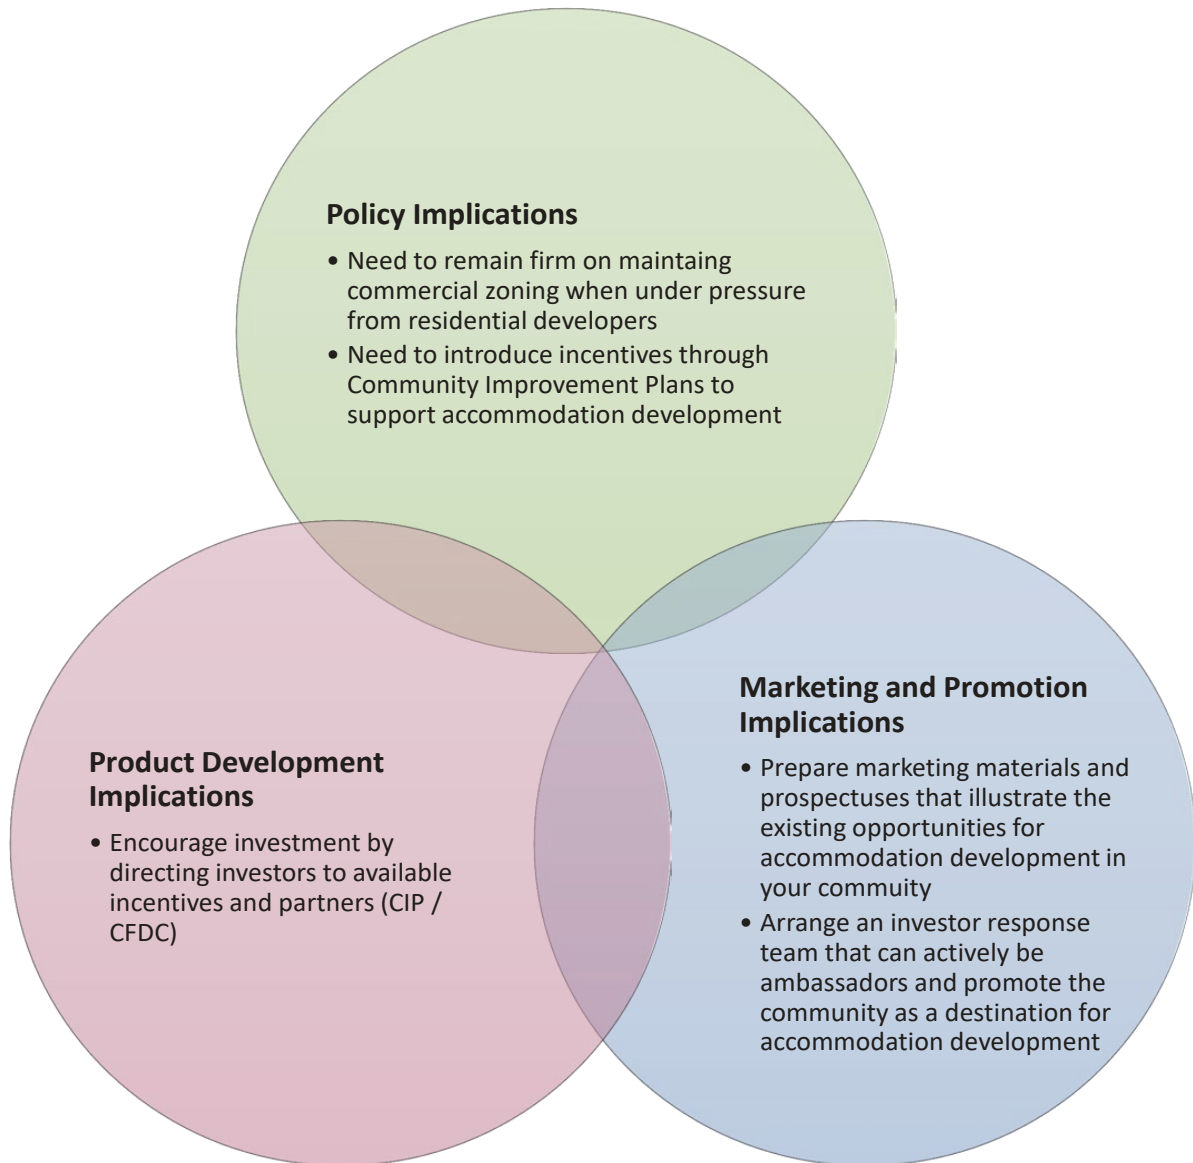 Policy Implications
• Need to remain firm on maintaing
commercial zoning when under pressure
from residential developers
• Need to introduce incentives through
Community Improvement Plans to
support accommodation development
Product Development
Implications
• Encourage investment by
directing investors to available
incentives and partners (CIP /
CFDC)
Marketing and Promotion
Implications
• Prepare marketing materials and
prospectuses that illustrate the
existing opportunities for
accommodation development in
your commuity
• Arrange an investor response
team that can actively be
ambassadors and promote the
community as a destination for
accommodation development